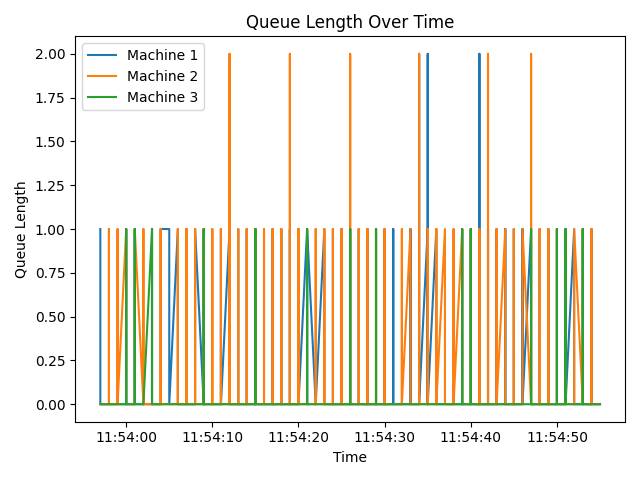 Queue Length Over Time
Machine 1
Machine 2
Machine 3
Queue Length
2.00
1.75
1.50
1.25
1.00
0.75
0.50
0.25
0.00
11:54:00 11:54:10 11:54:20 11:54:30 11:54:40 11:54:50
Time